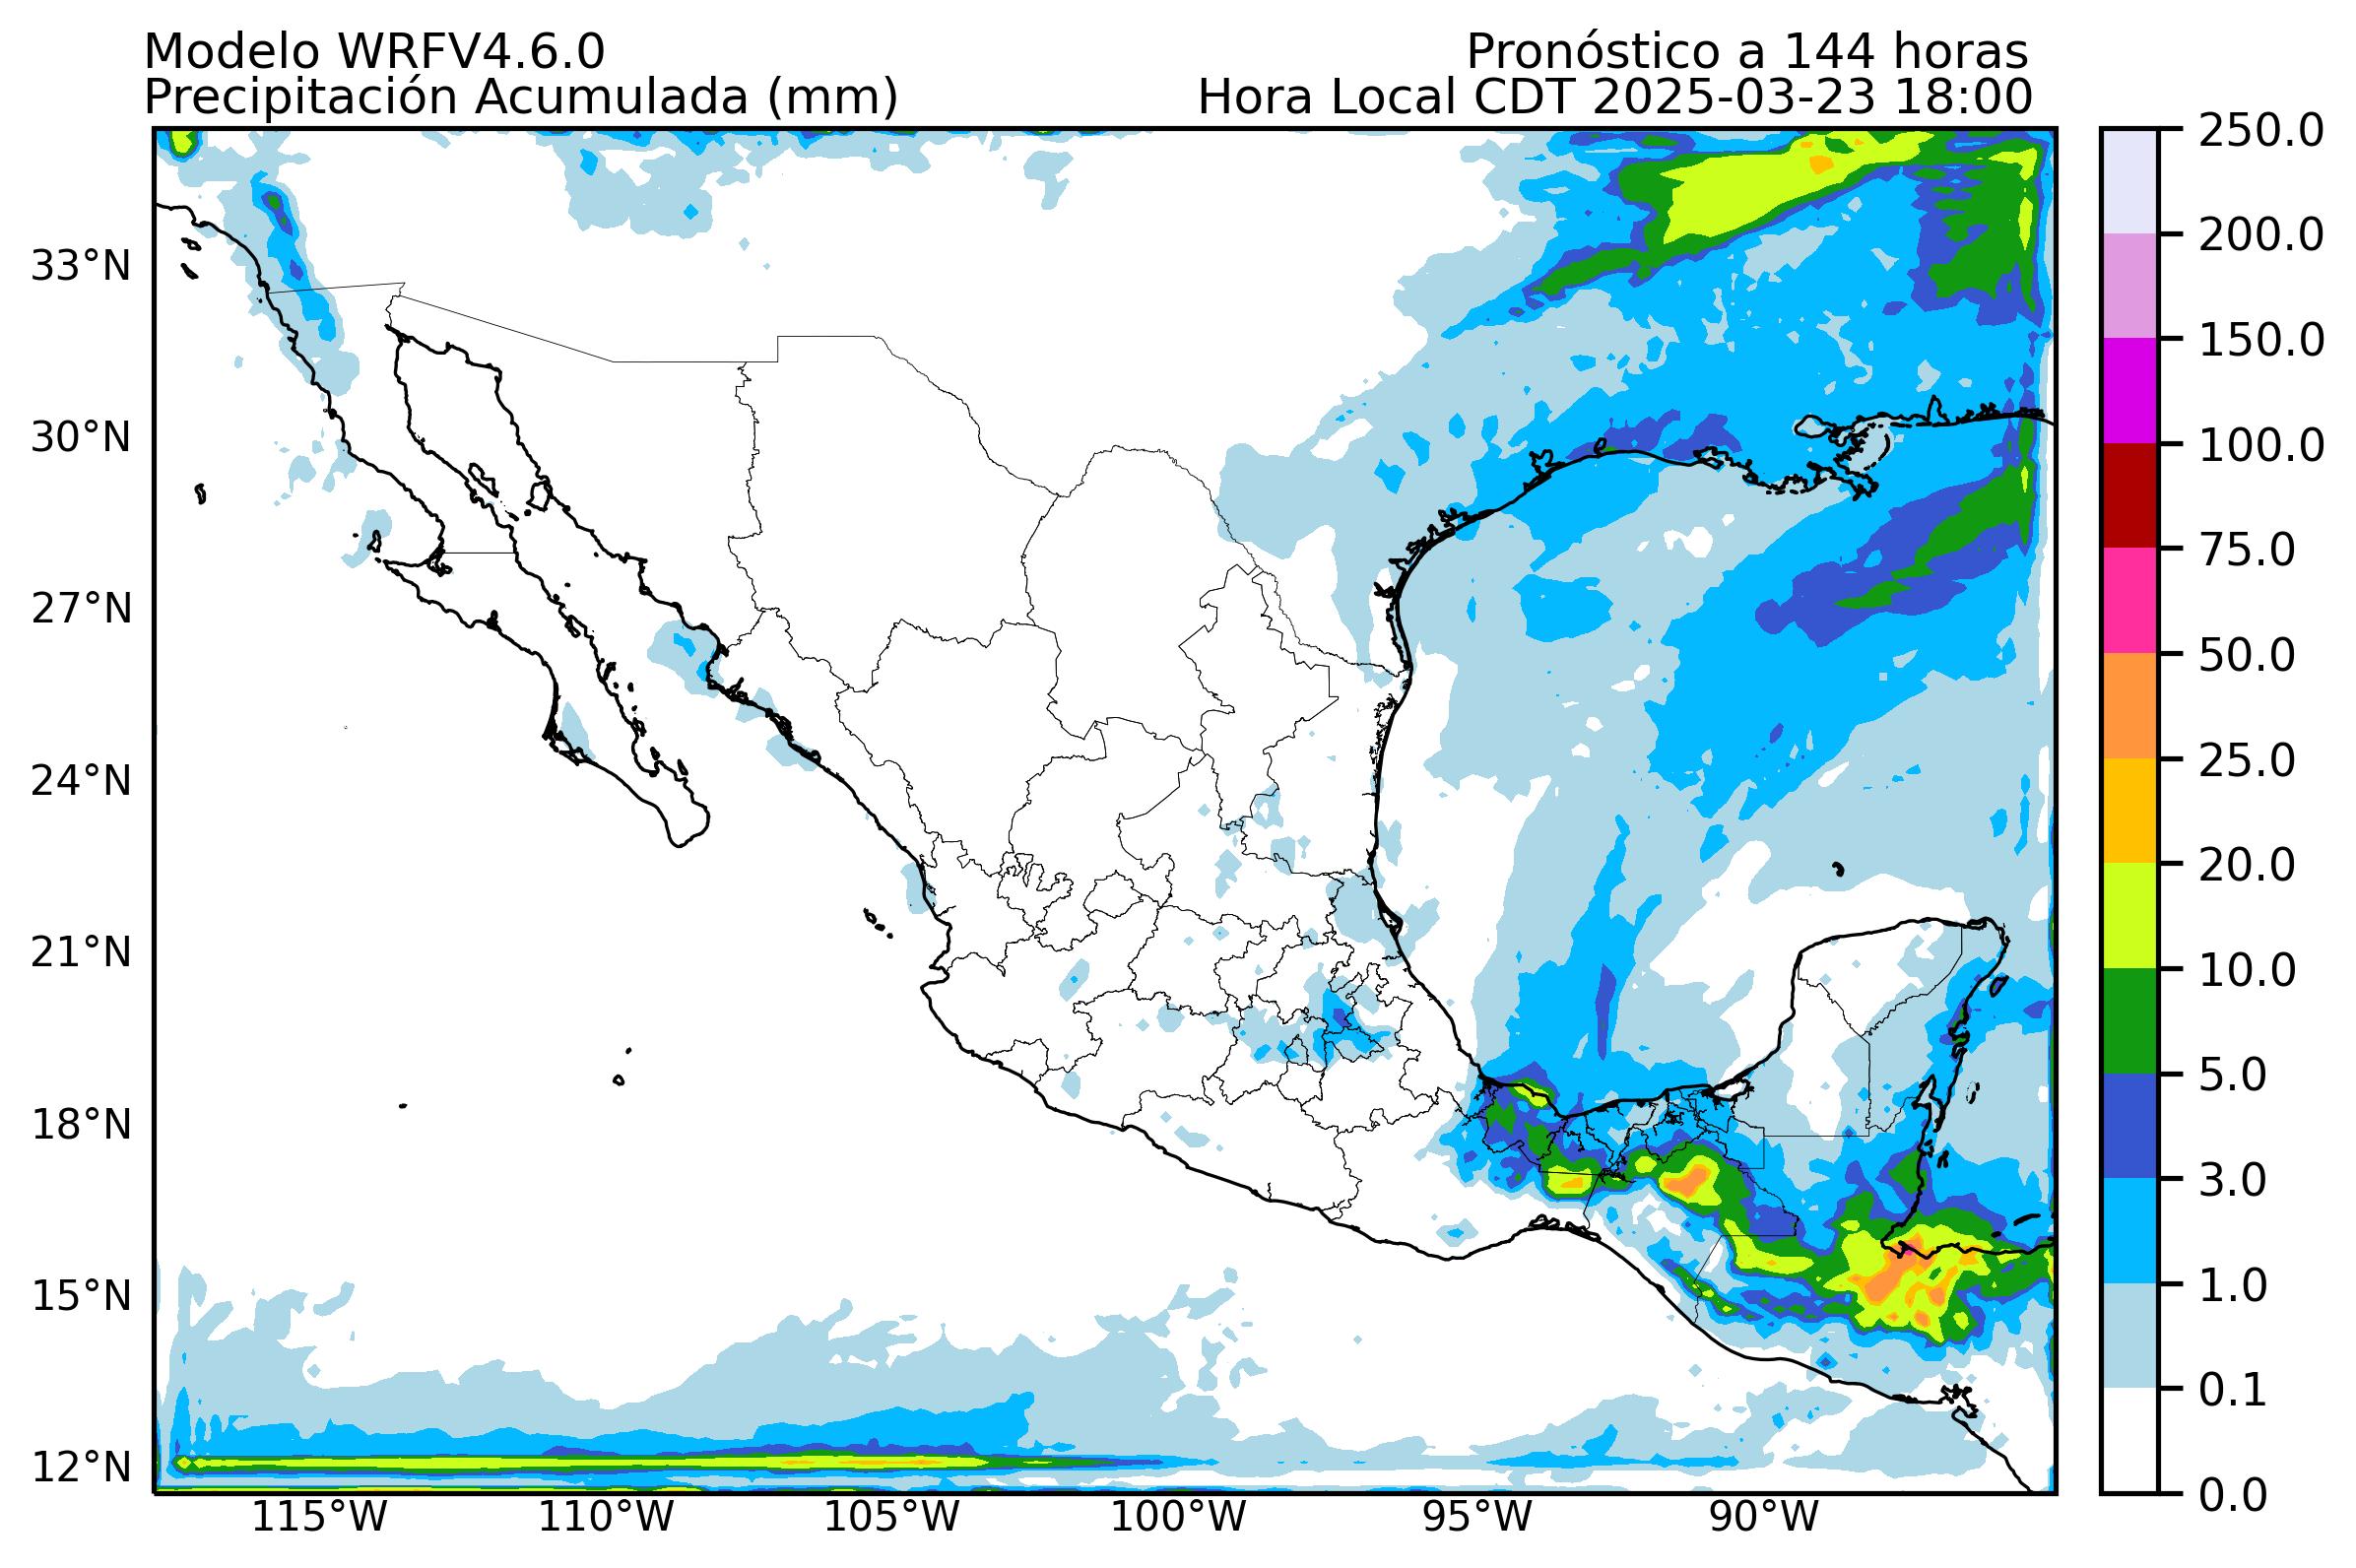 Modelo WRFV4.6.0
Pronóstico a 144 horas
Precipitación Acumulada (mm)
Hora Local CDT 2025-03-23 18:00
33°N
30°N
27°N
24°N
21°N
18°N
15°N
12°N
115°W
110°W
105°W
100°W
95°W
90°W
250.0
200.0
150.0
100.0
75.0
50.0
25.0
20.0
10.0
5.0
3.0
1.0
0.1
0.0